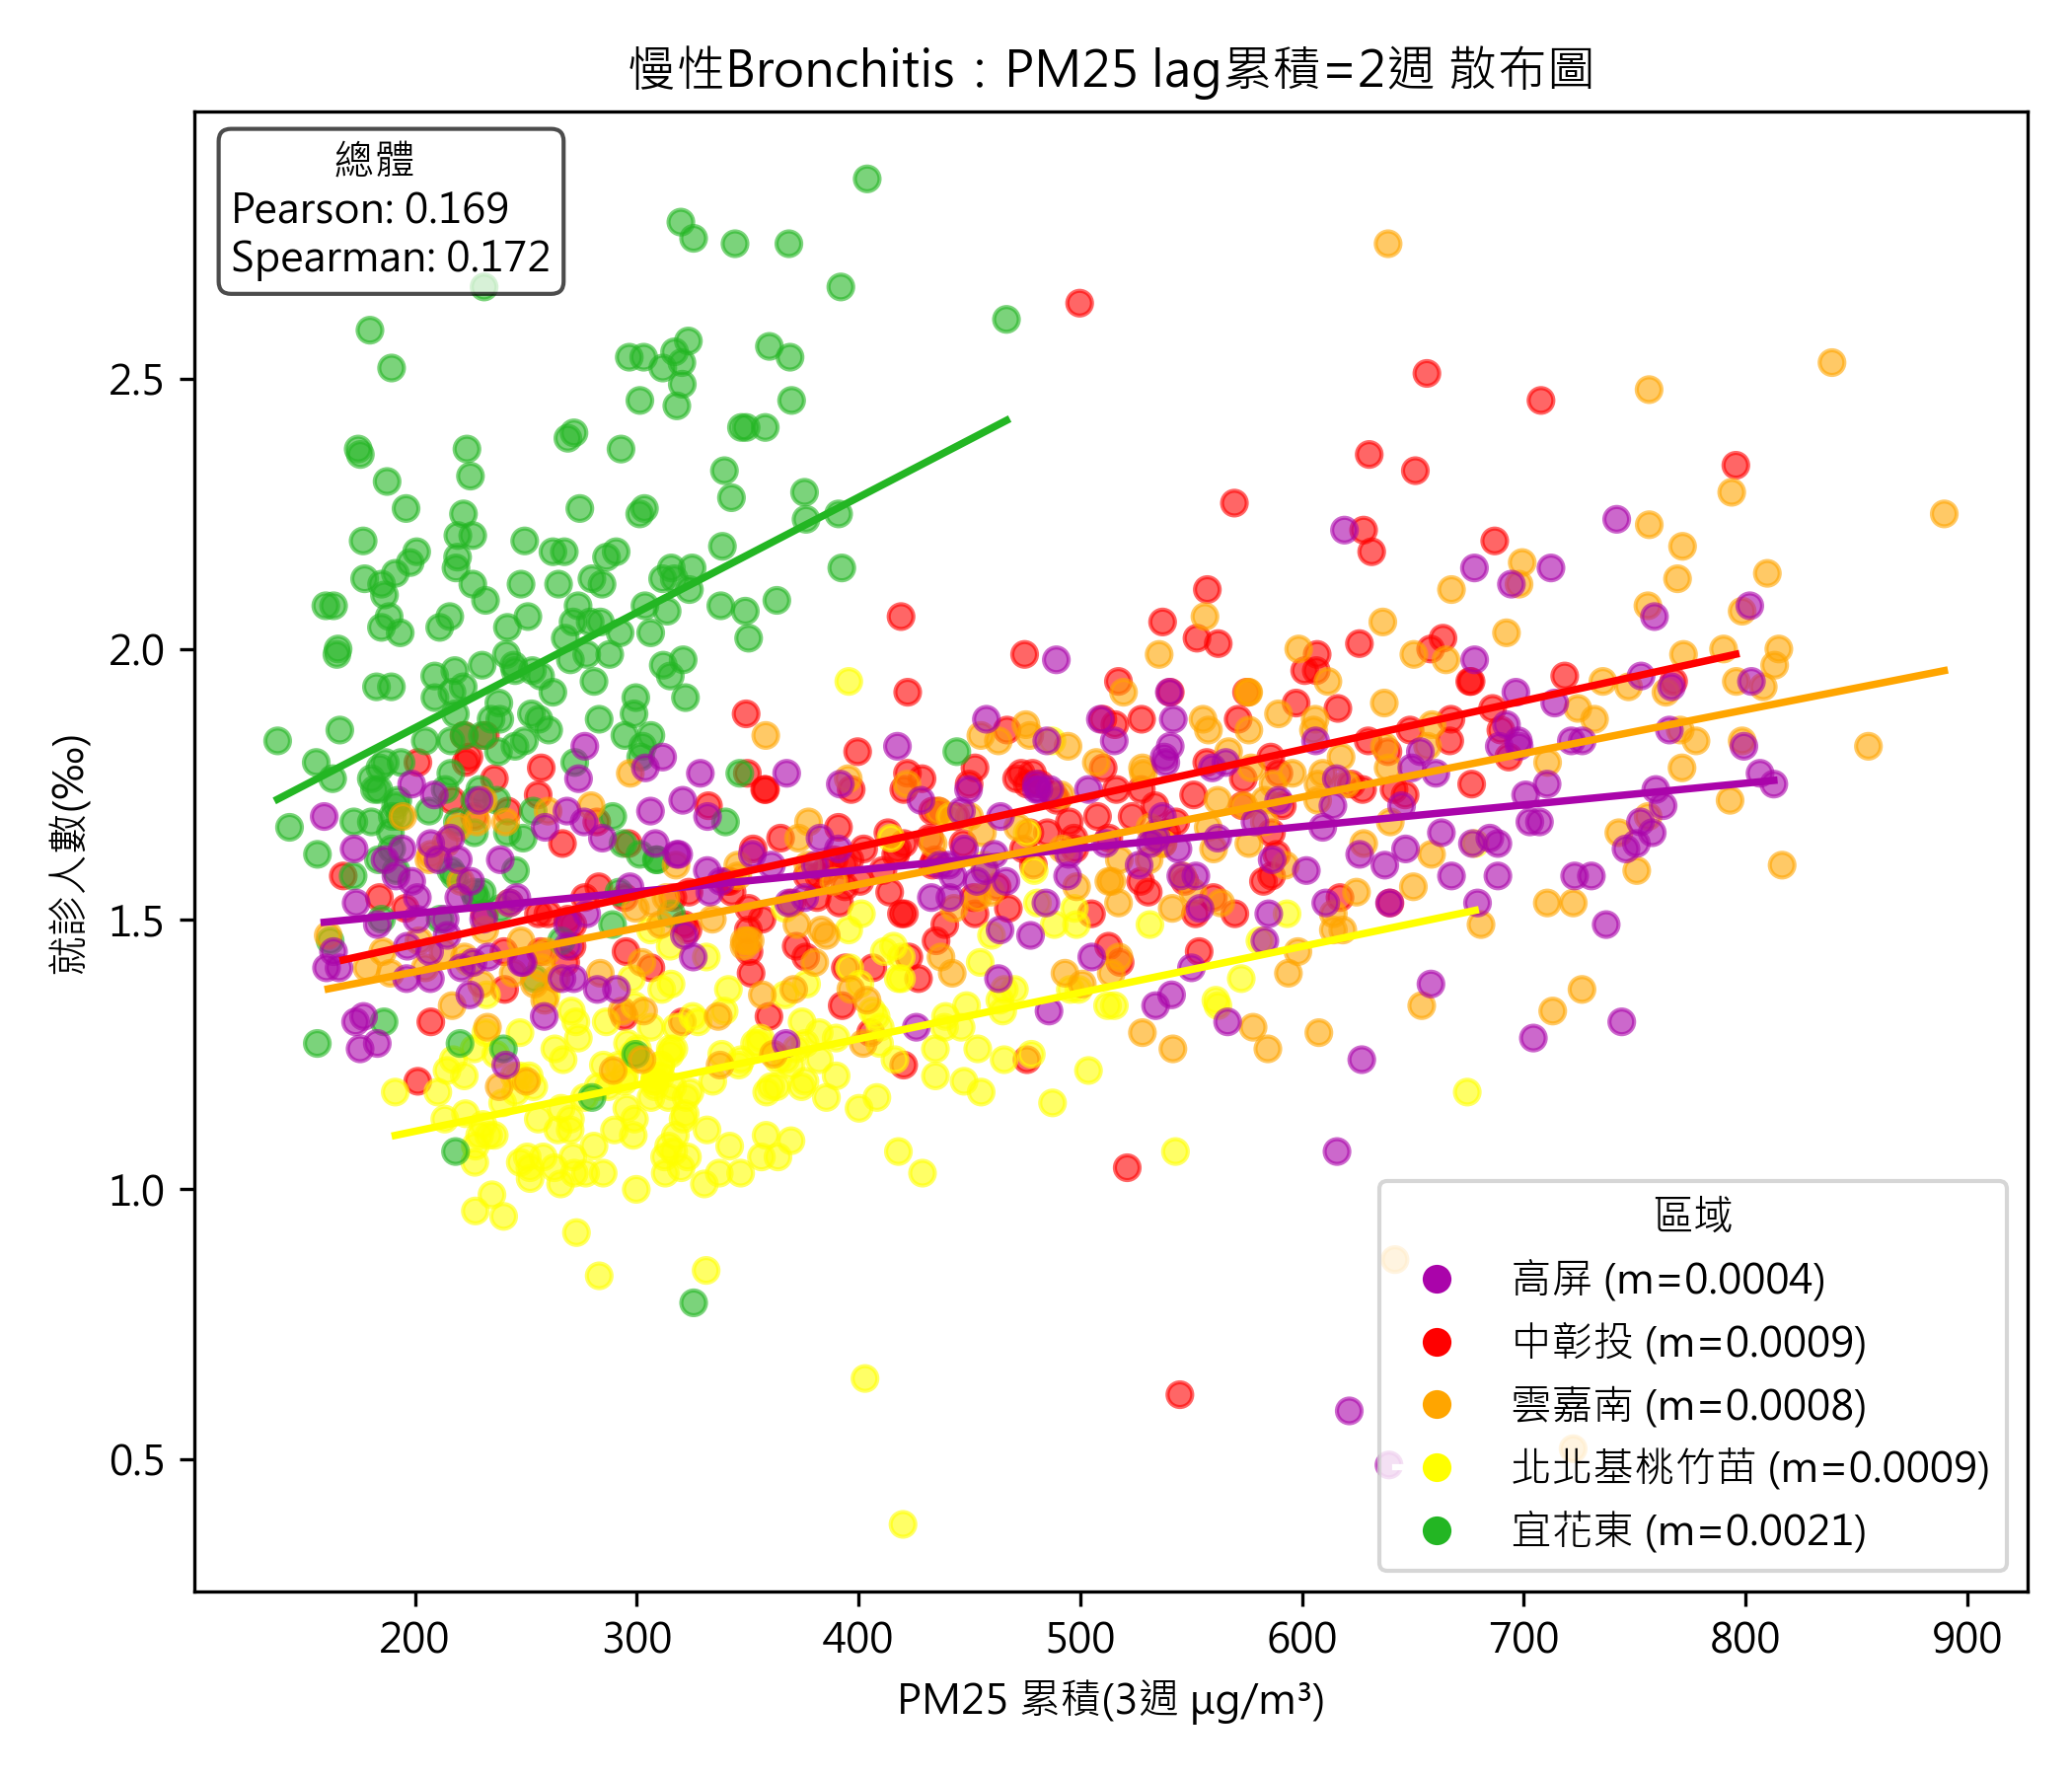 慢性Bronchitis：PM25 lag累積=2週 散布圖
總體
Pearson: 0.169
Spearman: 0.172
就診人數(‰)
2.5
2.0
1.5
1.0
0.5
區域
高屏 (m=0.0004)
中彰投 (m=0.0009)
雲嘉南 (m=0.0008)
北北基桃竹苗 (m=0.0009)
宜花東 (m=0.0021)
200 300 400 500 600 700 800 900
PM25 累積(3週 μg/m³)